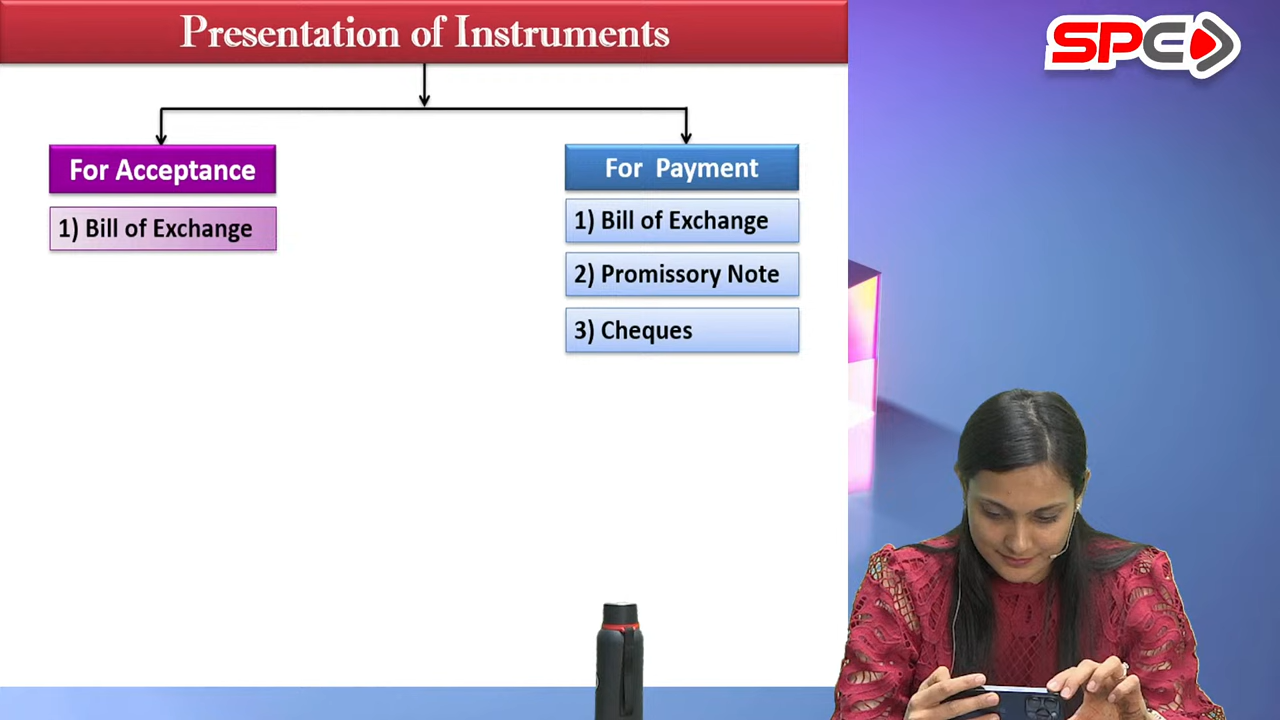 Presentation of Instruments
SPE
For Acceptance
1) Bill of Exchange
For Payment
1) Bill of Exchange
2) Promissory Note
3) Cheques